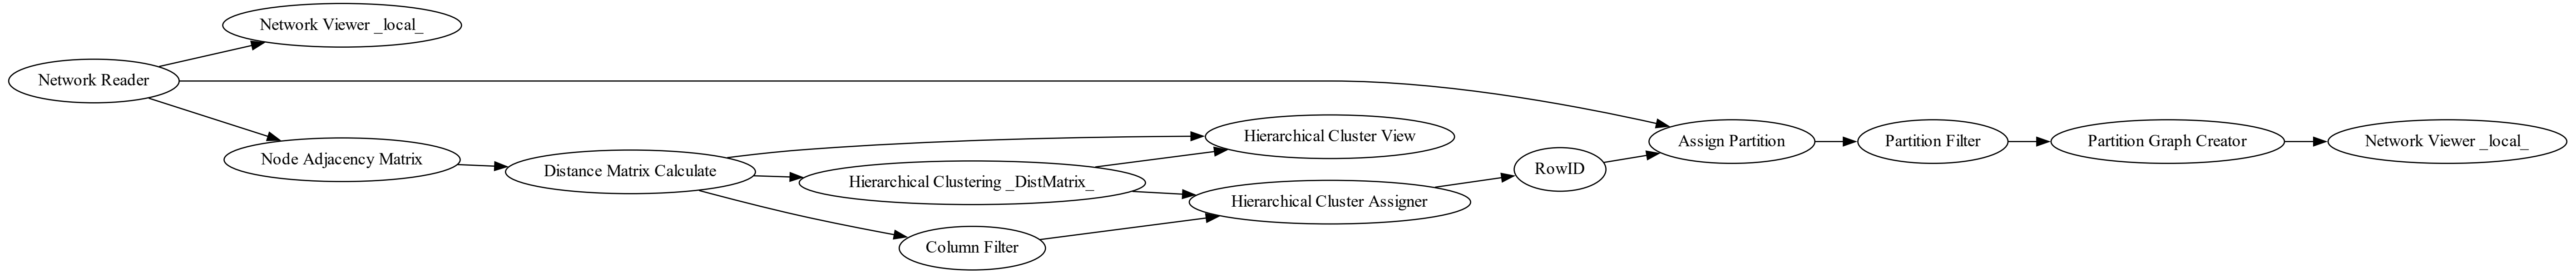 Network Viewer _local_
Network Reader
Node Adjacency Matrix
Distance Matrix Calculate
Hierarchical Clustering _DistMatrix_
Column Filter
Hierarchical Cluster View
Hierarchical Cluster Assigner
RowID
Assign Partition
Partition Filter
Partition Graph Creator
Network Viewer _local_